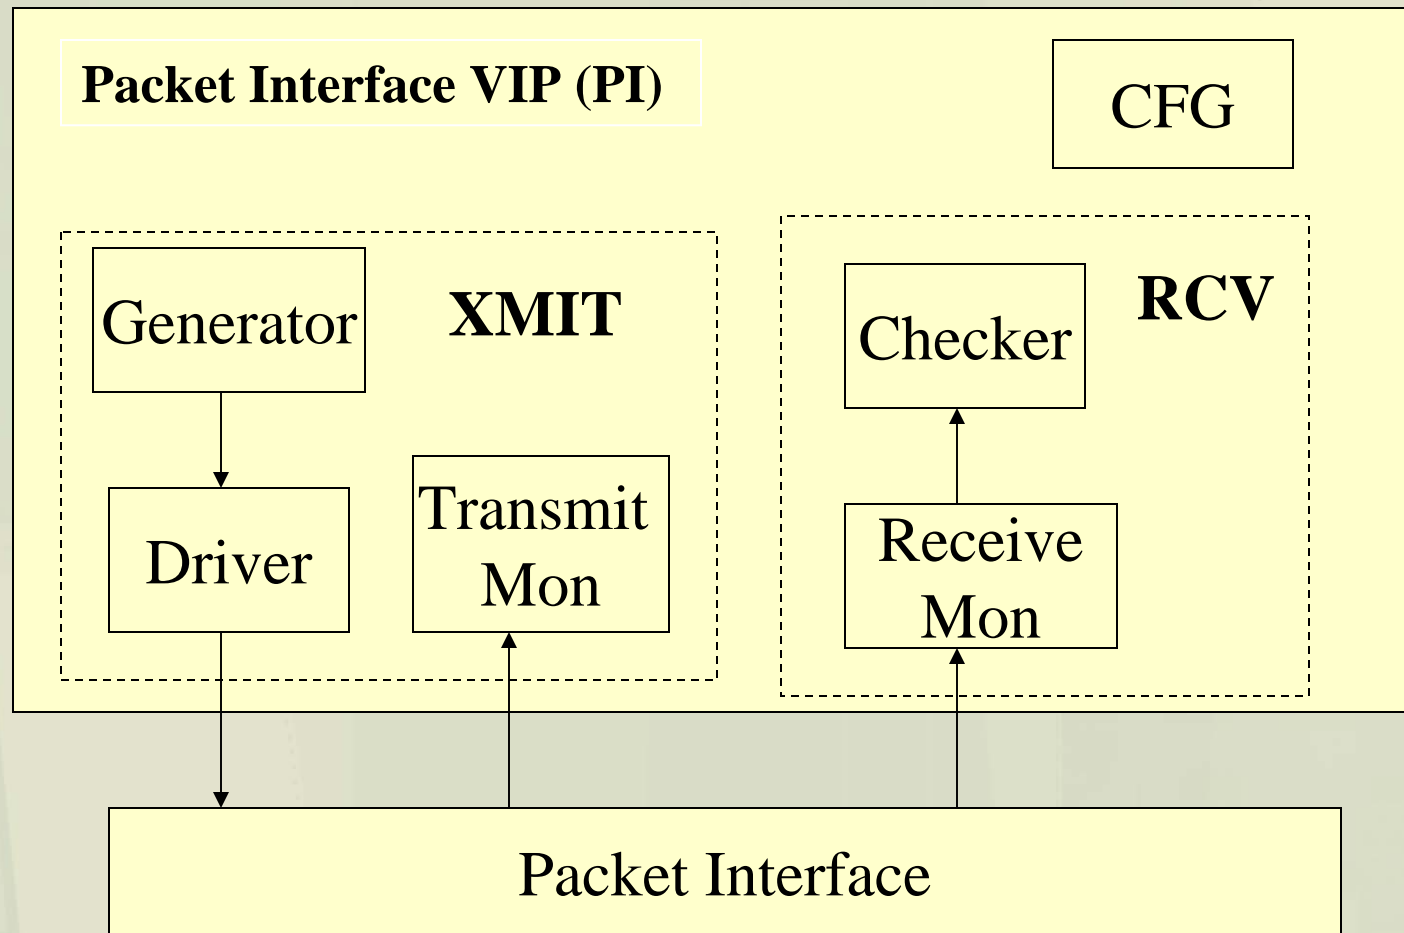 Packet Interface VIP (PI)
CFG
XMIT
Generator
Driver
Transmit
Mon
RCV
Checker
Receive
Mon
Packet Interface